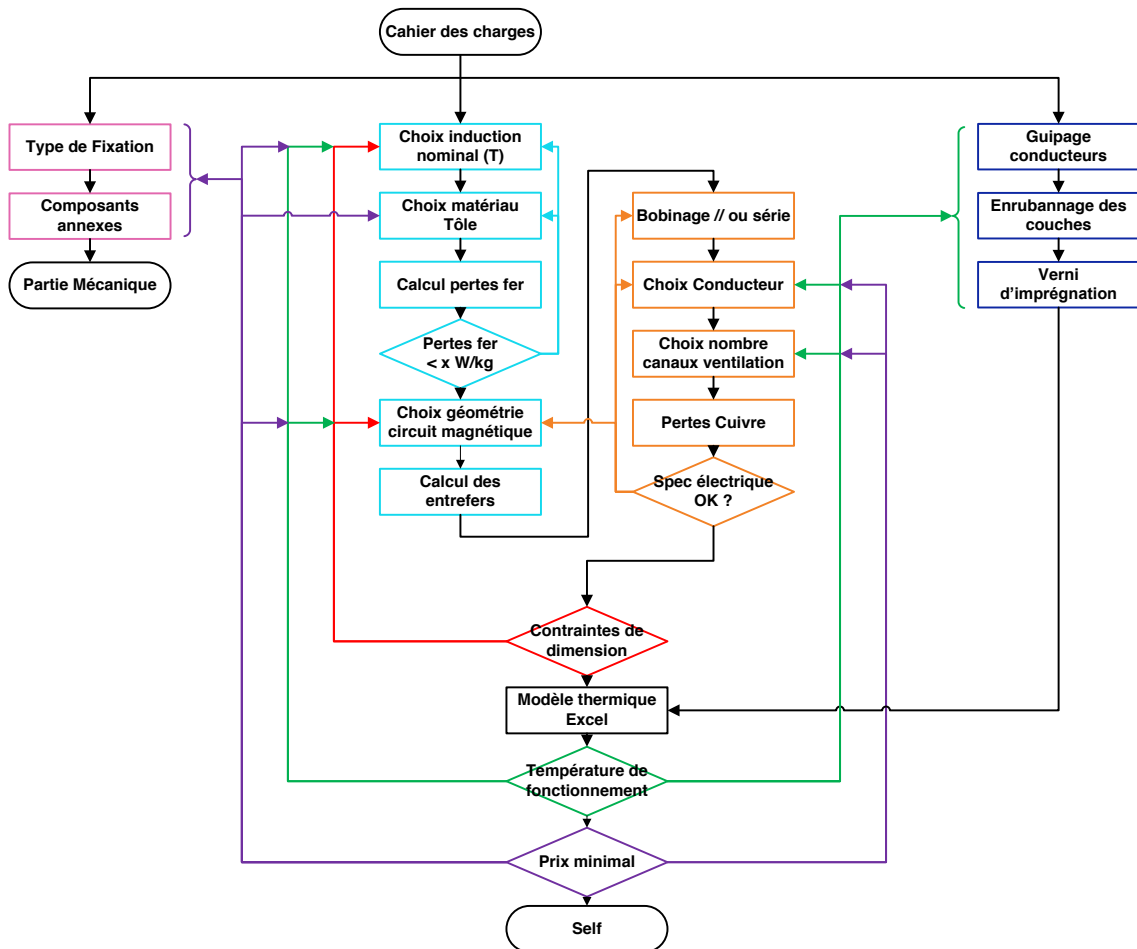 Cahier des charges
Type de Fixation
Composants
annexes
Partie Mécanique
Choix induction
nominal (T)
Choix matériau
Tôle
Calcul pertes fer
Pertes fer
< x W/kg
Choix géométrie
circuit magnétique
Calcul des
entrefers
Bobinage // ou série
Choix Conducteur
Choix nombre
canaux ventilation
Pertes Cuivre
Spec électrique
OK ?
Guipage
conducteurs
Enrubannage des
couches
Verni
d’imprégnation
Contraintes de
dimension
Modèle thermique
Excel
Température de
fonctionnement
Prix minimal
Self